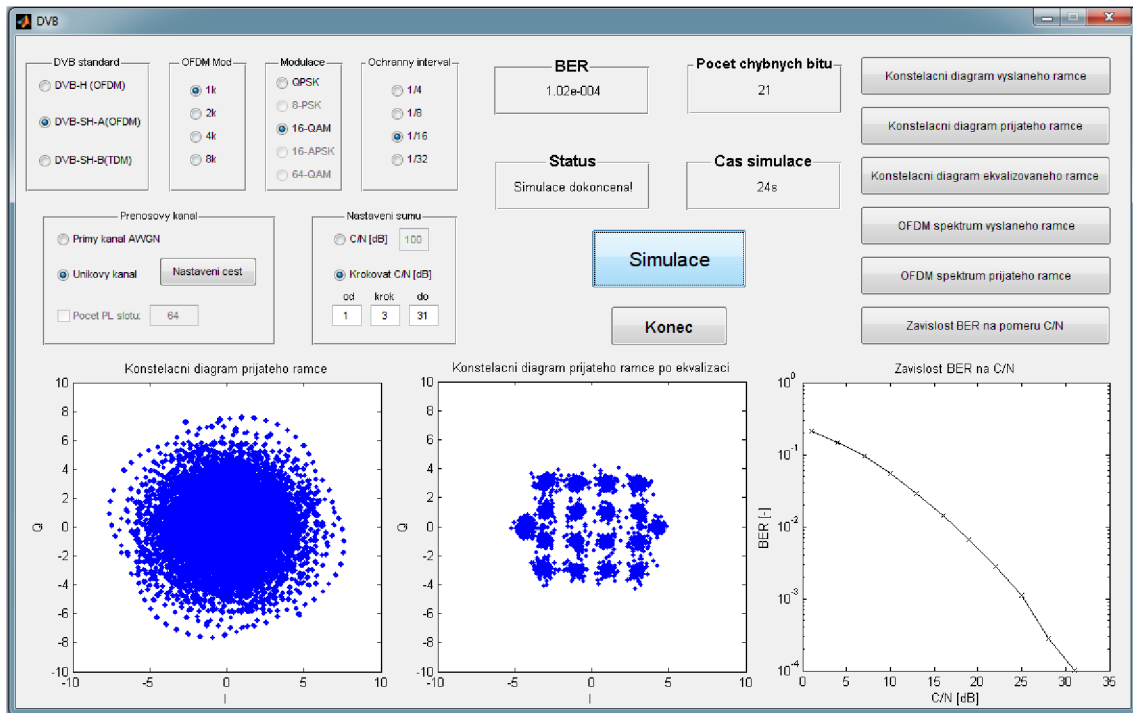 DVB
DVB standard
DVB-H (OFDM)
DVB-SH-A(OFDM)
DVB-SH-B(TDM)
OFDM Mod
1k
2k
4k
8k
Modulace
QPSK
8-PSK
16-QAM
16-APSK
64-QAM
Ochranny interval
1/4
1/8
1/16
1/32
BER
1.02e-004
Pocet chybnych bitu
21
Status
Simulace dokoncena!
Cas simulace
24s
Konstelacni diagram vyslaneho ramce
Konstelacni diagram prijateho ramce
Konstelacni diagram ekvalizovaneho ramce
OFDM spektrum vyslaneho ramce
OFDM spektrum prijateho ramce
Zavislost BER na pomeru C/N
Prenosovy kanal
Primy kanal AWGN
Unikovy kanal
Nastaveni cest
Pocet PL slotu:
64
Nastaveni sumu
C/N [dB]
100
Krokovat C/N [dB]
od krok do
1 3 31
Simulace
Konec
Konstelacni diagram prijateho ramce
10
8
6
4
2
0
-2
-4
-6
-8
-10
Q
-10 -5 0 5 10
I
Konstelacni diagram prijateho ramce po ekvalizaci
10
8
6
4
2
0
-2
-4
-6
-8
-10
Q
-10 -5 0 5 10
I
Zavislost BER na C/N
10^0
10^-1
10^-2
10^-3
10^-4
BER [-]
0 5 10 15 20 25 30 35
C/N [dB]